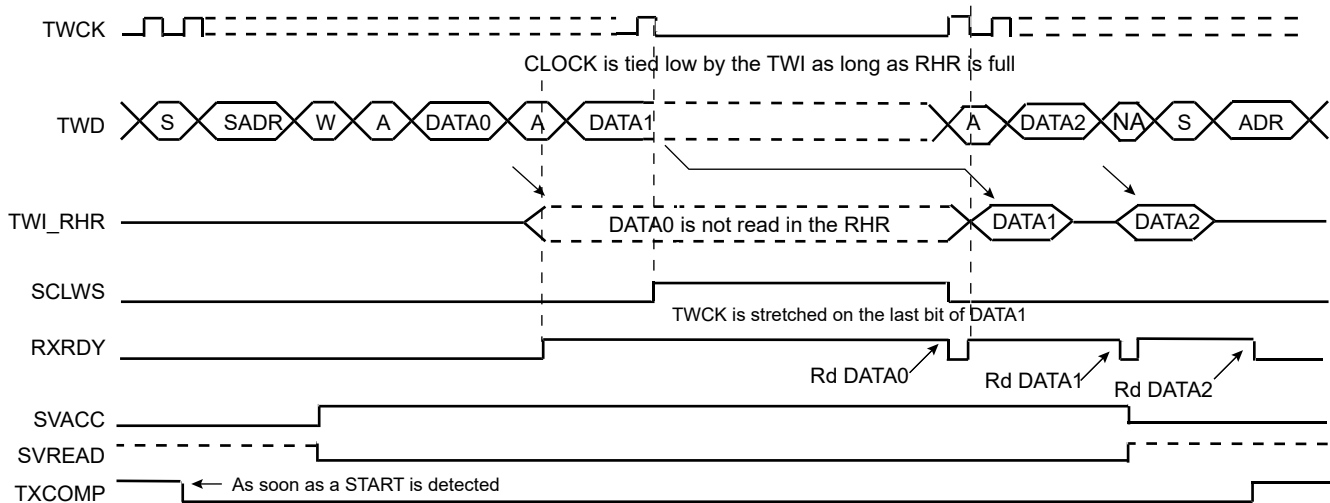 TWCK
CLOCK is tied low by the TWI as long as RHR is full
TWD S SADR W A DATA0 A DATA1 A DATA2 NA S ADR
TWI_RHR DATA0 is not read in the RHR DATA1 DATA2
SCLWS
TWCK is stretched on the last bit of DATA1
RXRDY
Rd DATA0 Rd DATA1 Rd DATA2
SVACC
SVREAD
TXCOMP As soon as a START is detected